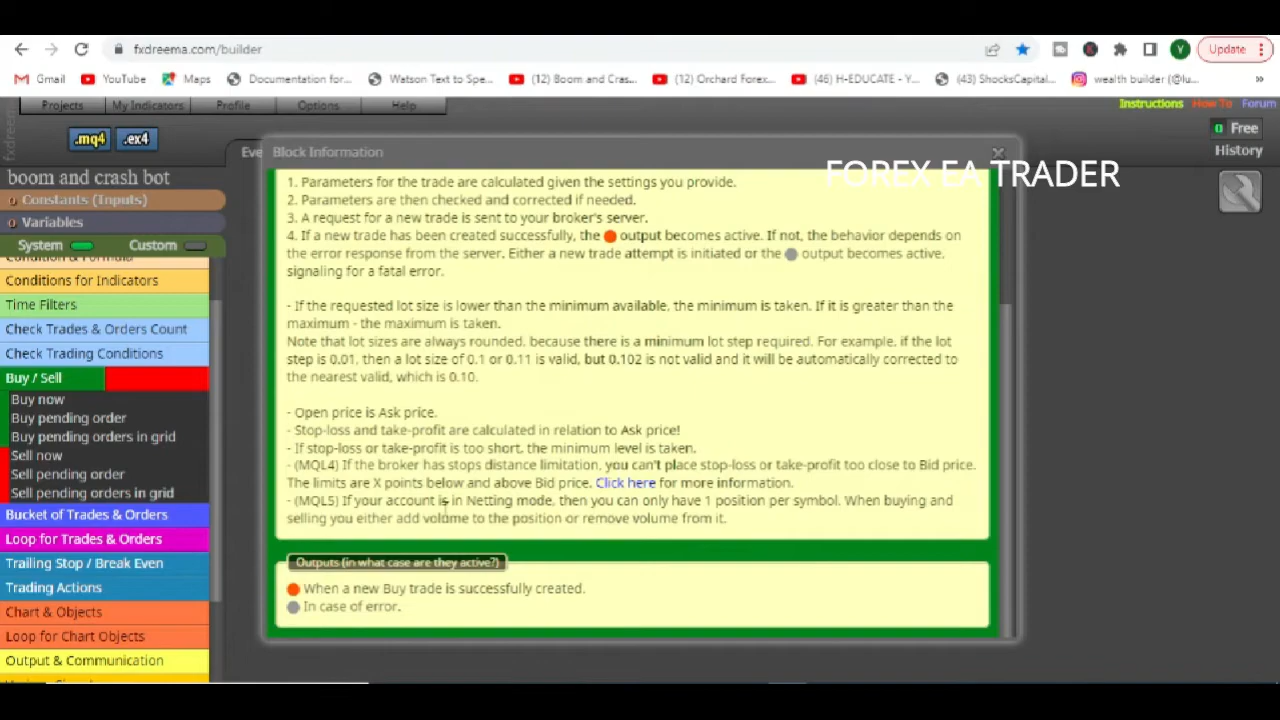 fxdreema.com/builder
Update
Gmail
YouTube
Maps
Documentation for...
Watson Text to Spe...
(12) Boom and Cras...
(12) Orchard Forex...
(46) H-EDUCATE - Y...
(43) ShocksCapital...
wealth builder (@lu...
»
Projects
My Indicators
Profile
Options
Help
Instructions
How To
Forum
fxdreema
.mq4
.ex4
0 Free
History
Eve
Block Information
FOREX EA TRADER
boom and crash bot
0 Constants (Inputs)
0 Variables
System
Custom
Condition & Formula
Conditions for Indicators
Time Filters
Check Trades & Orders Count
Check Trading Conditions
Buy / Sell
Buy now
Buy pending order
Buy pending orders in grid
Sell now
Sell pending order
Sell pending orders in grid
Bucket of Trades & Orders
Loop for Trades & Orders
Trailing Stop / Break Even
Trading Actions
Chart & Objects
Loop for Chart Objects
Output & Communication
1. Parameters for the trade are calculated given the settings you provide.
2. Parameters are then checked and corrected if needed.
3. A request for a new trade is sent to your broker's server.
4. If a new trade has been created successfully, the output becomes active. If not, the behavior depends on
the error response from the server. Either a new trade attempt is initiated or the output becomes active,
signaling for a fatal error.
- If the requested lot size is lower than the minimum available, the minimum is taken. If it is greater than the
maximum - the maximum is taken.
Note that lot sizes are always rounded, because there is a minimum lot step required. For example, if the lot
step is 0.01, then a lot size of 0.1 or 0.11 is valid, but 0.102 is not valid and it will be automatically corrected to
the nearest valid, which is 0.10.
- Open price is Ask price.
- Stop-loss and take-profit are calculated in relation to Ask price!
- If stop-loss or take-profit is too short, the minimum level is taken.
- (MQL4) If the broker has stops distance limitation, you can't place stop-loss or take-profit too close to Bid price.
The limits are X points below and above Bid price. Click here for more information.
- (MQL5) If your account is in Netting mode, then you can only have 1 position per symbol. When buying and
selling you either add volume to the position or remove volume from it.
Outputs (in what case are they active?)
When a new Buy trade is successfully created.
In case of error.